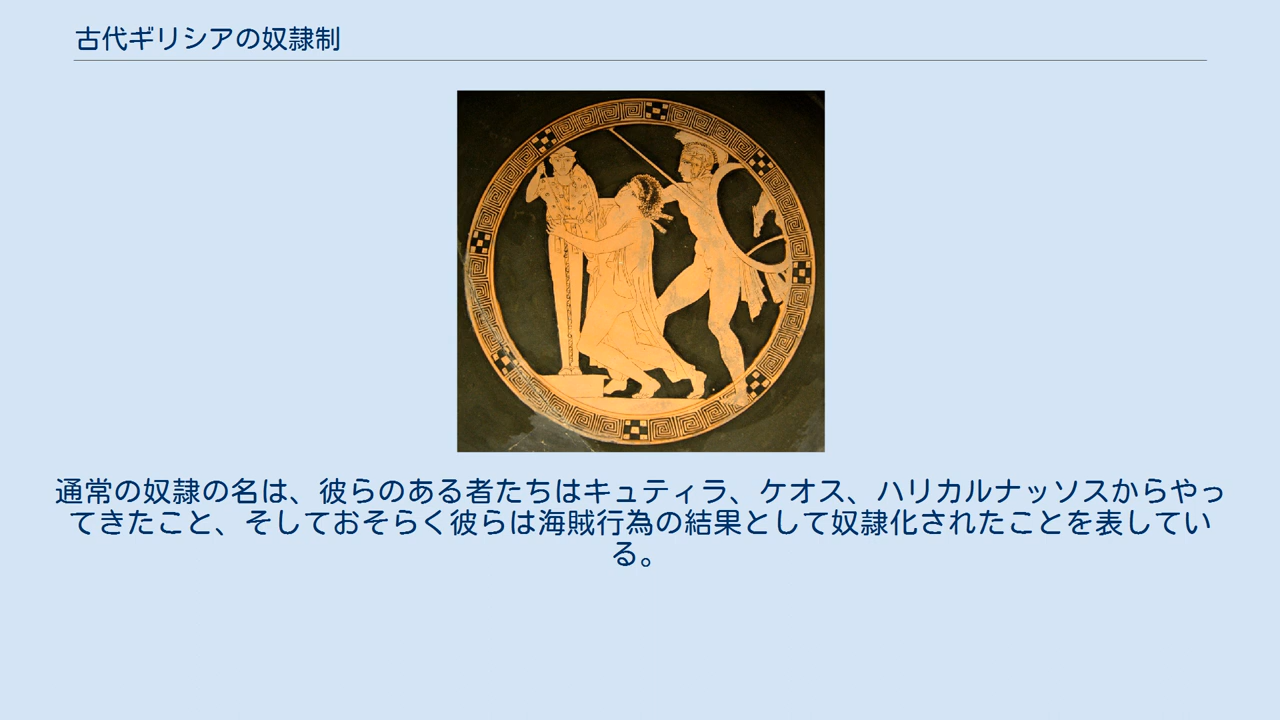 古代ギリシアの奴隷制
通常の奴隷の名は、彼らのある者たちはキュティラ、ケオス、ハリカルナッソスからやっ
てきたこと、そしておそらく彼らは海賊行為の結果として奴隷化されたことを表してい
る。